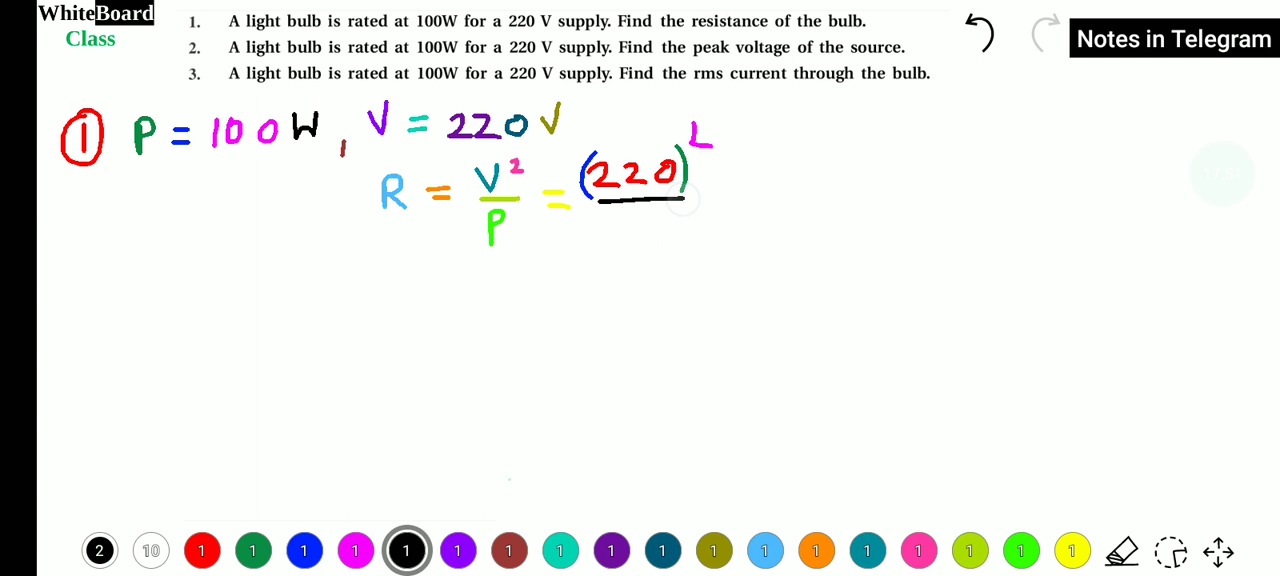 WhiteBoard
Class
1. A light bulb is rated at 100W for a 220 V supply. Find the resistance of the bulb.
2. A light bulb is rated at 100W for a 220 V supply. Find the peak voltage of the source.
3. A light bulb is rated at 100W for a 220 V supply. Find the rms current through the bulb.
Notes in Telegram
① P = 100W, V = 220V
R = V²/P = (220)²
2 10 1 1 1 1 1 1 1 1 1 1 1 1 1 1 1 1 1 1